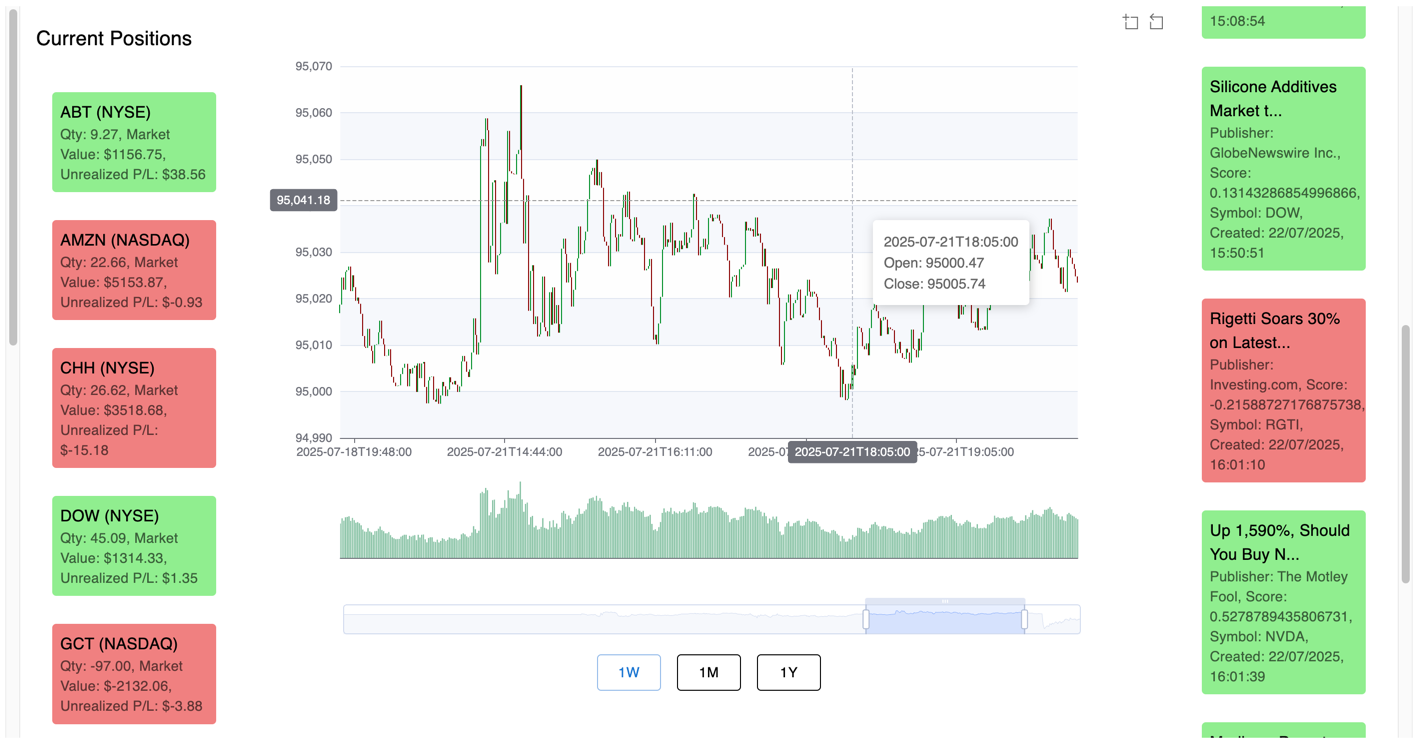 Current Positions
ABT (NYSE)
Qty: 9.27, Market
Value: $1156.75,
Unrealized P/L: $38.56
AMZN (NASDAQ)
Qty: 22.66, Market
Value: $5153.87,
Unrealized P/L: $-0.93
CHH (NYSE)
Qty: 26.62, Market
Value: $3518.68,
Unrealized P/L:
$-15.18
DOW (NYSE)
Qty: 45.09, Market
Value: $1314.33,
Unrealized P/L: $1.35
GCT (NASDAQ)
Qty: -97.00, Market
Value: $-2132.06,
Unrealized P/L: $-3.88
95,070
95,060
95,050
95,041.18
95,030
95,020
95,010
95,000
94,990
2025-07-21T18:05:00
Open: 95000.47
Close: 95005.74
2025-07-18T19:48:00
2025-07-21T14:44:00
2025-07-21T16:11:00
2025-07-21T18:05:00
5-07-21T19:05:00
1W
1M
1Y
15:08:54
Silicone Additives
Market t...
Publisher:
GlobeNewswire Inc.,
Score:
0.13143286854996866,
Symbol: DOW,
Created: 22/07/2025,
15:50:51
Rigetti Soars 30%
on Latest...
Publisher:
Investing.com, Score:
-0.21588727176875738,
Symbol: RGTI,
Created: 22/07/2025,
16:01:10
Up 1,590%, Should
You Buy N...
Publisher: The Motley
Fool, Score:
0.5278789435806731,
Symbol: NVDA,
Created: 22/07/2025,
16:01:39